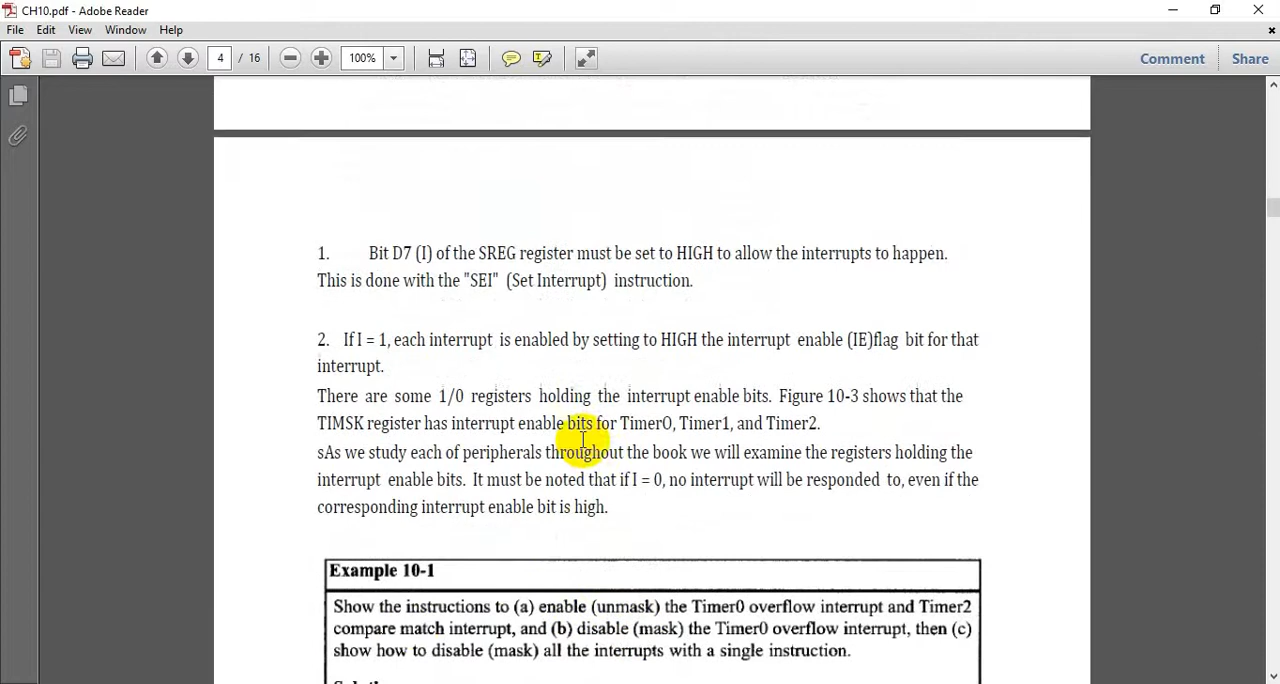 CH10.pdf - Adobe Reader
File Edit View Window Help
4 / 16 100% Comment Share
1. Bit D7 (I) of the SREG register must be set to HIGH to allow the interrupts to happen.
This is done with the "SEI" (Set Interrupt) instruction.
2. If I = 1, each interrupt is enabled by setting to HIGH the interrupt enable (IE)flag bit for that
interrupt.
There are some 1/0 registers holding the interrupt enable bits. Figure 10-3 shows that the
TIMSK register has interrupt enable bits for Timer0, Timer1, and Timer2.
sAs we study each of peripherals throughout the book we will examine the registers holding the
interrupt enable bits. It must be noted that if I = 0, no interrupt will be responded to, even if the
corresponding interrupt enable bit is high.
Example 10-1
Show the instructions to (a) enable (unmask) the Timer0 overflow interrupt and Timer2
compare match interrupt, and (b) disable (mask) the Timer0 overflow interrupt, then (c)
show how to disable (mask) all the interrupts with a single instruction.